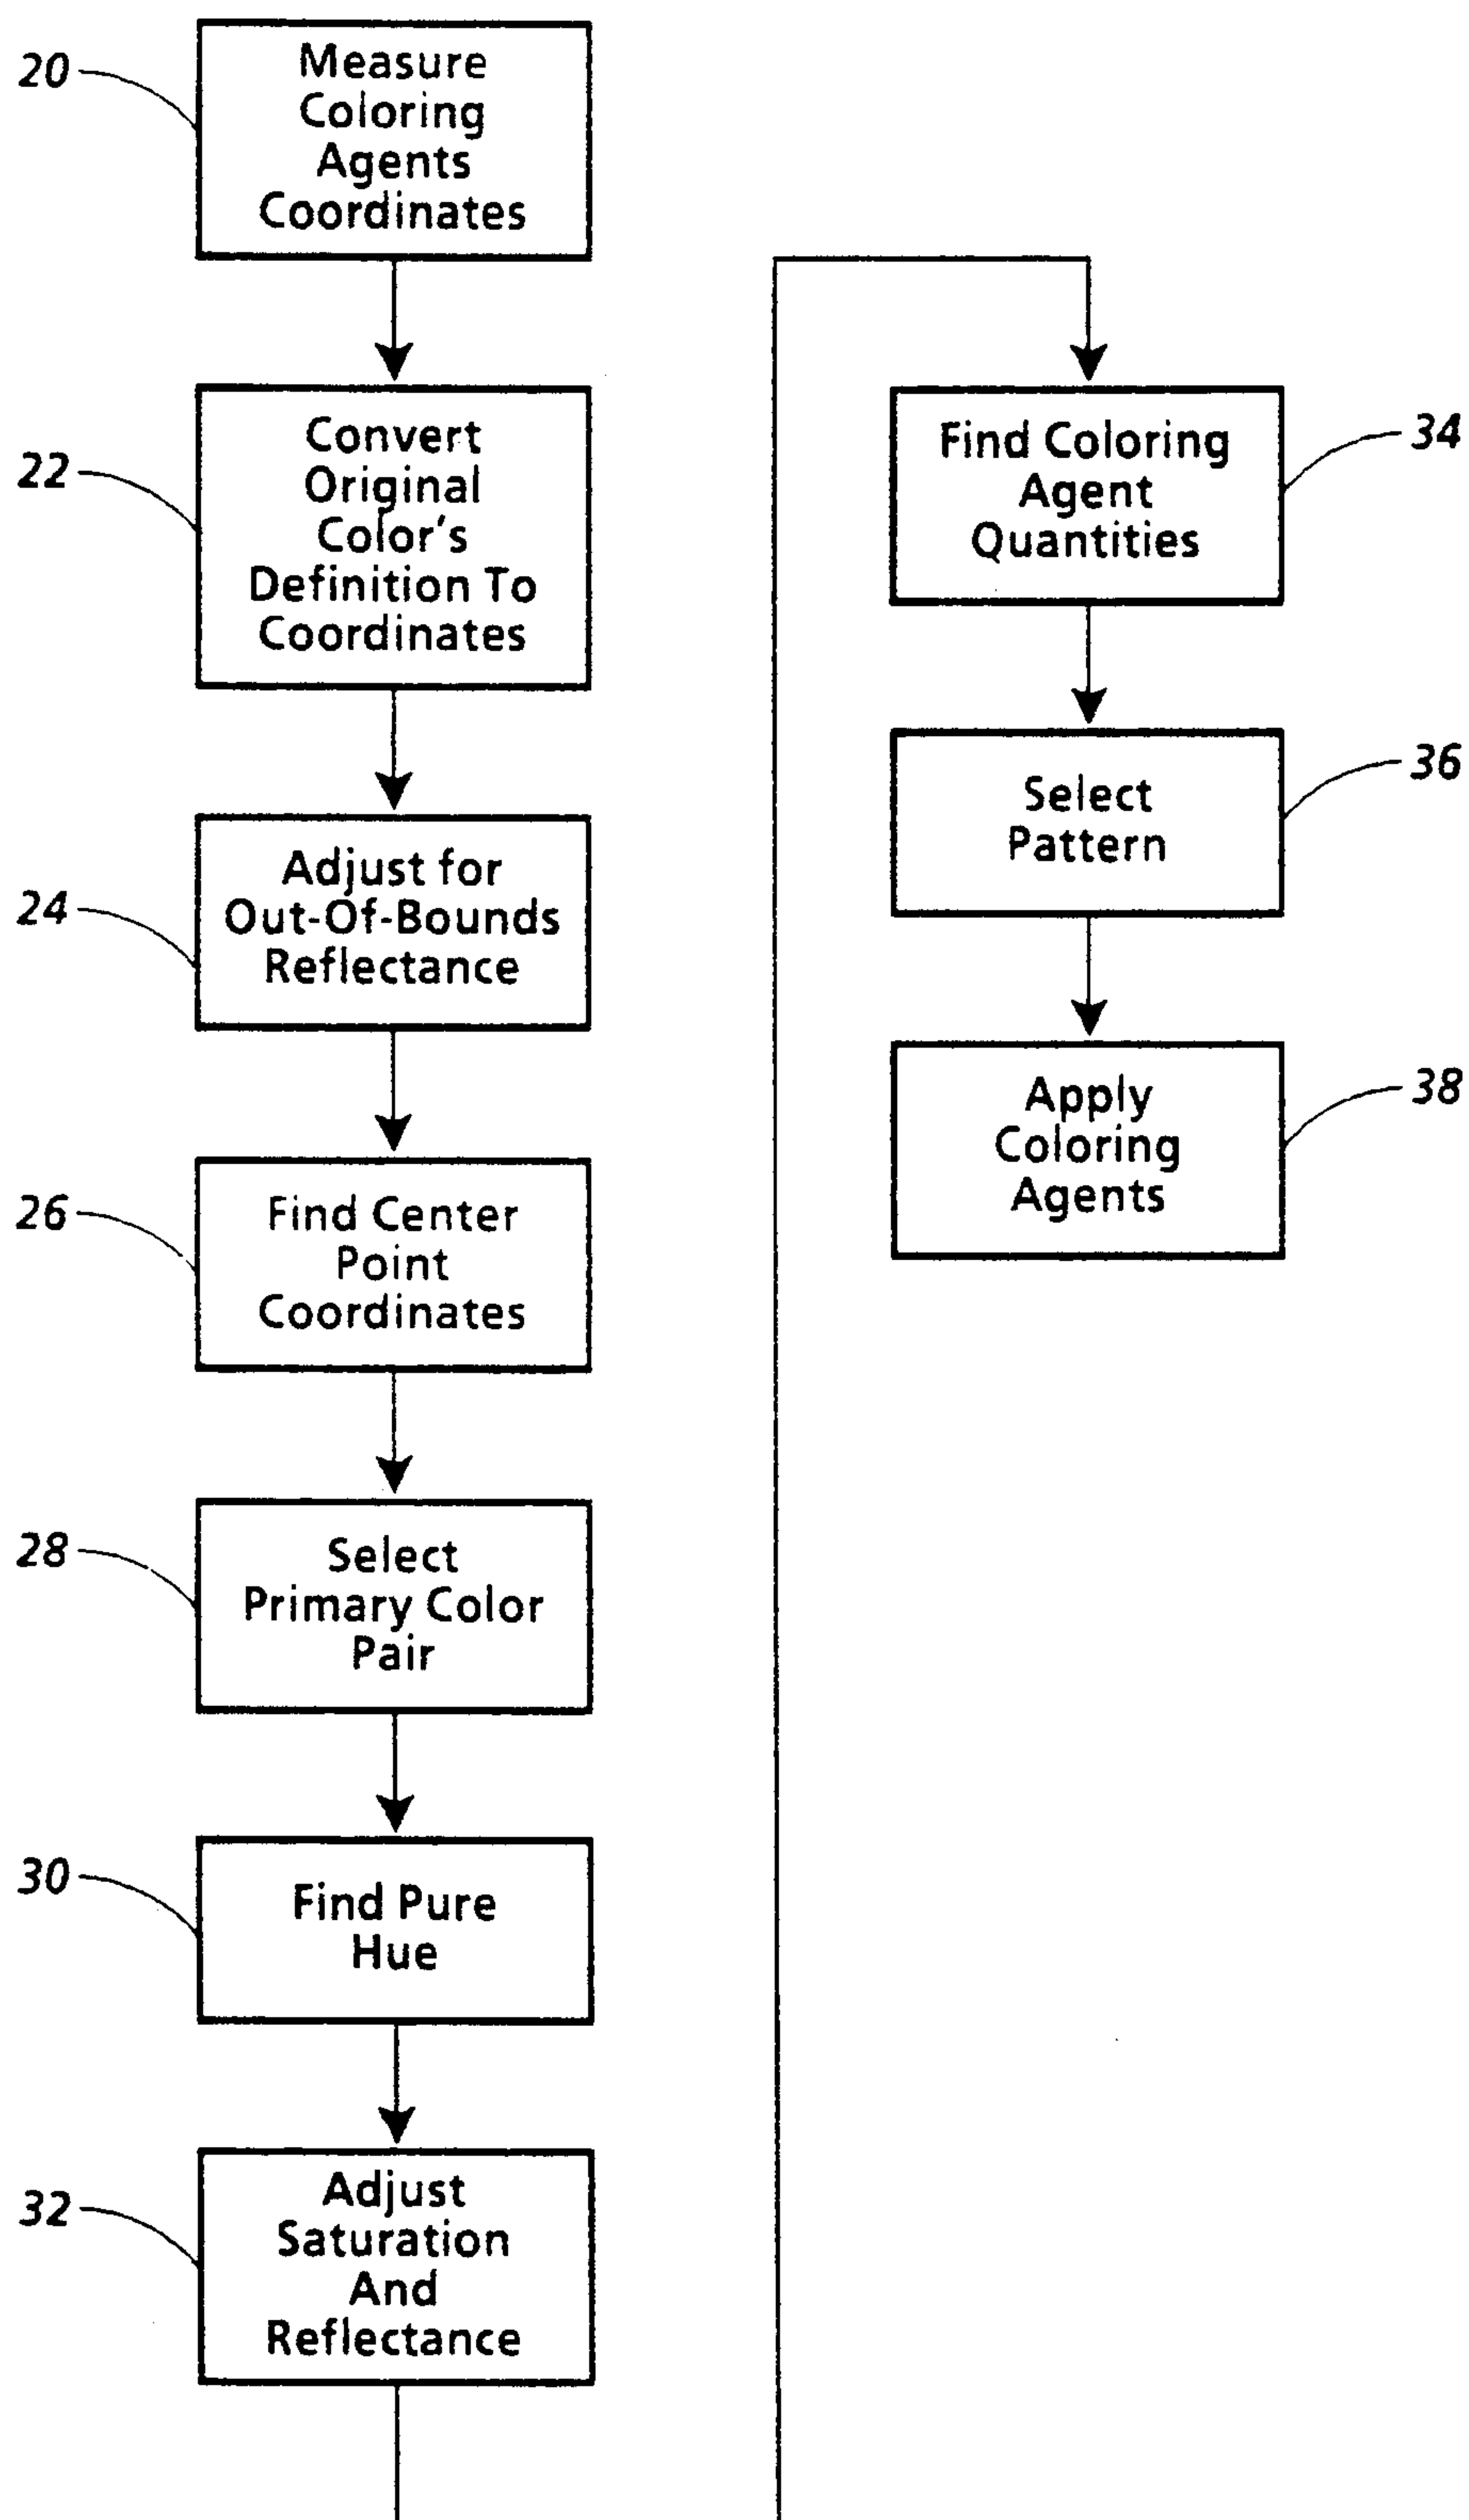 20
Measure
Coloring
Agents
Coordinates
22
Convert
Original
Color's
Definition To
Coordinates
24
Adjust for
Out-Of-Bounds
Reflectance
26
Find Center
Point
Coordinates
28
Select
Primary Color
Pair
30
Find Pure
Hue
32
Adjust
Saturation
And
Reflectance
34
Find Coloring
Agent
Quantities
36
Select
Pattern
38
Apply
Coloring
Agents